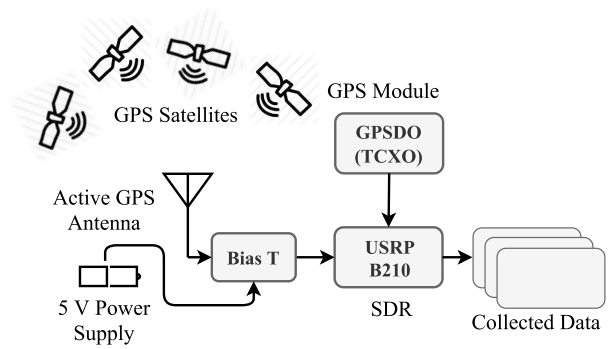 GPS Satellites
GPS Module
GPSDO
(TCXO)
Active GPS
Antenna
Bias T
USRP
B210
SDR
5 V Power
Supply
Collected Data